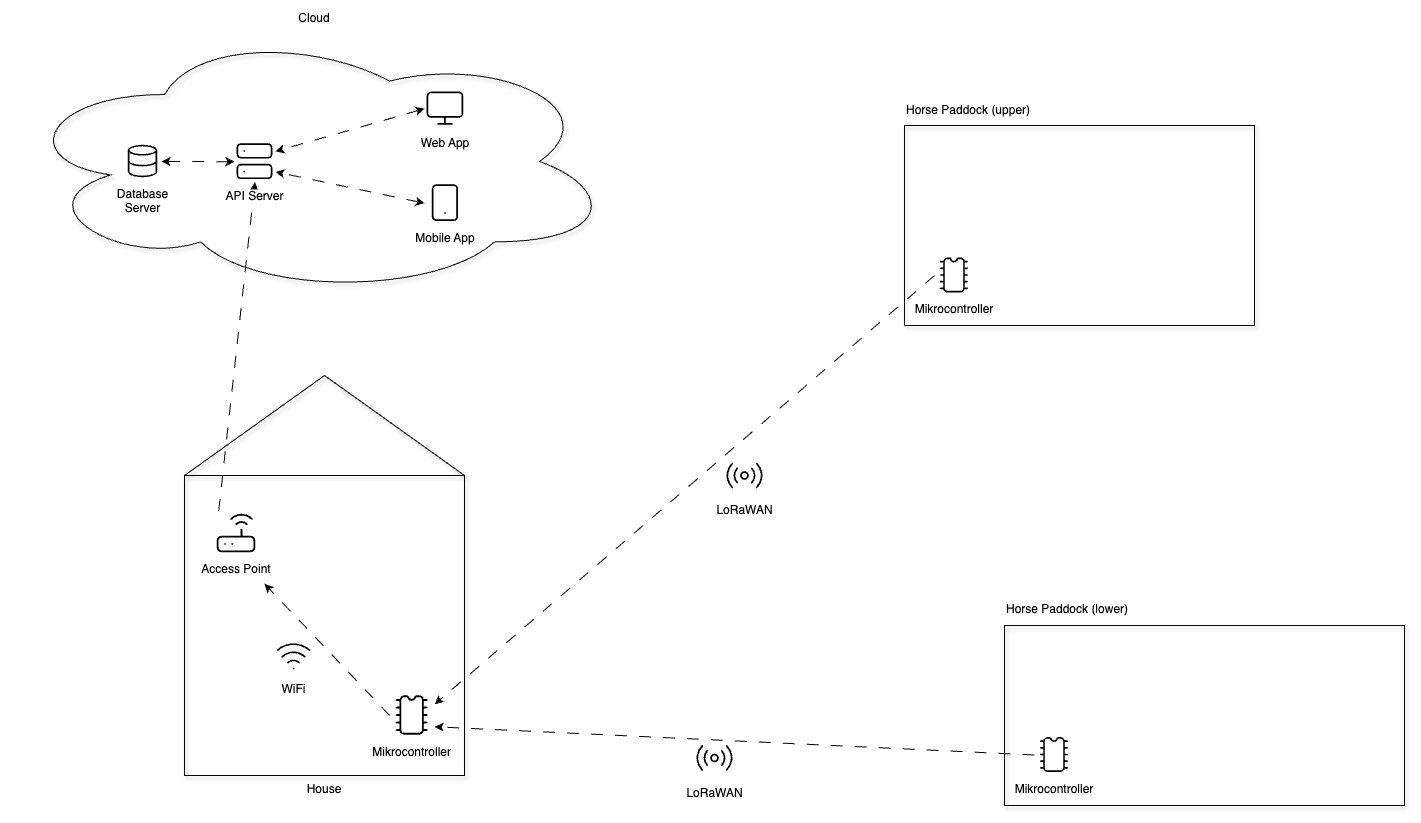 Cloud
Web App
Database
Server
API Server
Mobile App
Horse Paddock (upper)
Mikrocontroller
LoRaWAN
Access Point
WiFi
Mikrocontroller
House
Horse Paddock (lower)
LoRaWAN
Mikrocontroller